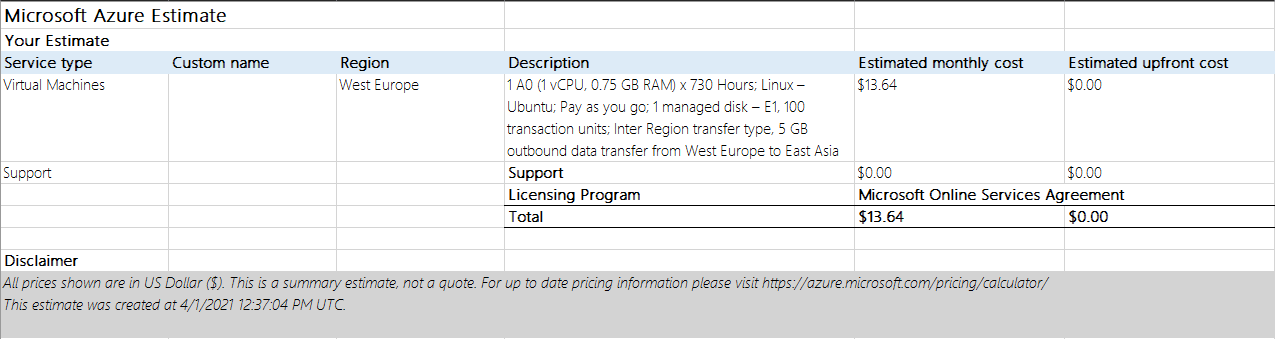 Microsoft Azure Estimate
Your Estimate
Service type Custom name Region Description Estimated monthly cost Estimated upfront cost
Virtual Machines West Europe 1 A0 (1 vCPU, 0.75 GB RAM) x 730 Hours; Linux – $13.64 $0.00
Ubuntu; Pay as you go; 1 managed disk – E1, 100
transaction units; Inter Region transfer type, 5 GB
outbound data transfer from West Europe to East Asia
Support Support $0.00 $0.00
Licensing Program Microsoft Online Services Agreement
Total $13.64 $0.00
Disclaimer
All prices shown are in US Dollar ($). This is a summary estimate, not a quote. For up to date pricing information please visit https://azure.microsoft.com/pricing/calculator/
This estimate was created at 4/1/2021 12:37:04 PM UTC.